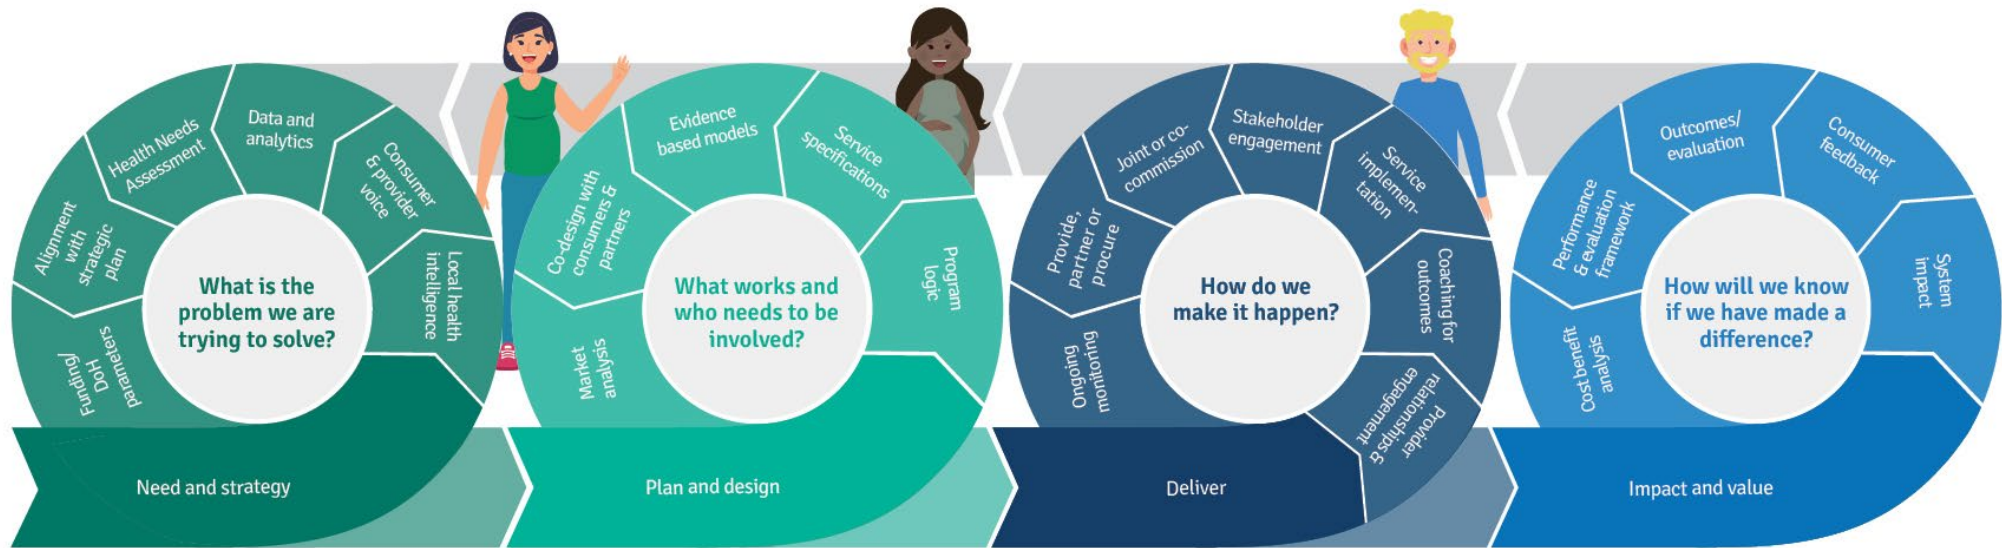 Funding/
DoH
parameters
Alignment
with
strategic
plan
Health Needs
Assessment
Data and
analytics
Consumer
& provider
voice
Local health
intelligence
What is the
problem we are
trying to solve?
Need and strategy
Market
analysis
Co-design with
consumers &
partners
Evidence
based models
Service
specifications
Program
logic
What works and
who needs to be
involved?
Plan and design
Ongoing
monitoring
Provide,
partner or
procure
Joint or co-
commission
Stakeholder
engagement
Service
implemen-
tation
Coaching for
outcomes
Provider
relationships &
engagement
How do we
make it happen?
Deliver
Cost benefit
analysis
Performance
& evaluation
framework
Outcomes/
evaluation
Consumer
feedback
System
impact
How will we know
if we have made a
difference?
Impact and value